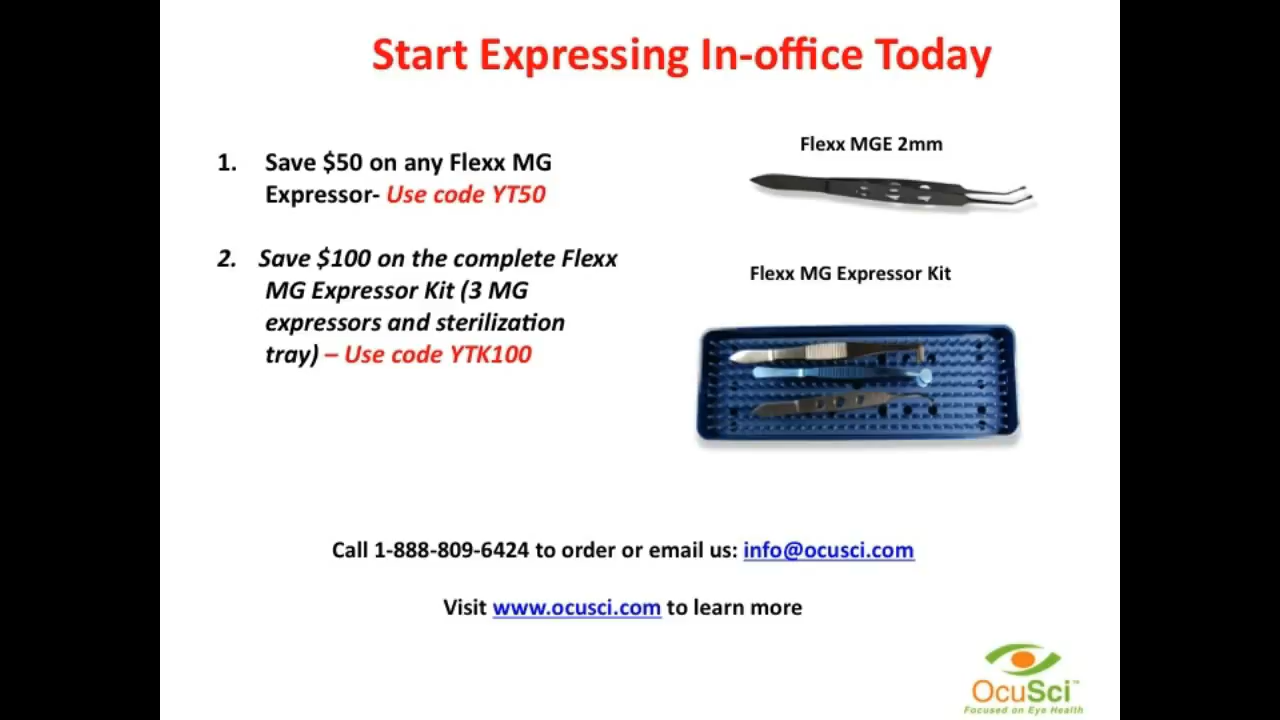 Start Expressing In-office Today
1. Save $50 on any Flexx MG
Expressor- Use code YT50
2. Save $100 on the complete Flexx
MG Expressor Kit (3 MG
expressors and sterilization
tray) – Use code YTK100
Flexx MGE 2mm
Flexx MG Expressor Kit
Call 1-888-809-6424 to order or email us: info@ocusci.com
Visit www.ocusci.com to learn more
OcuSci™
Focused on Eye Health